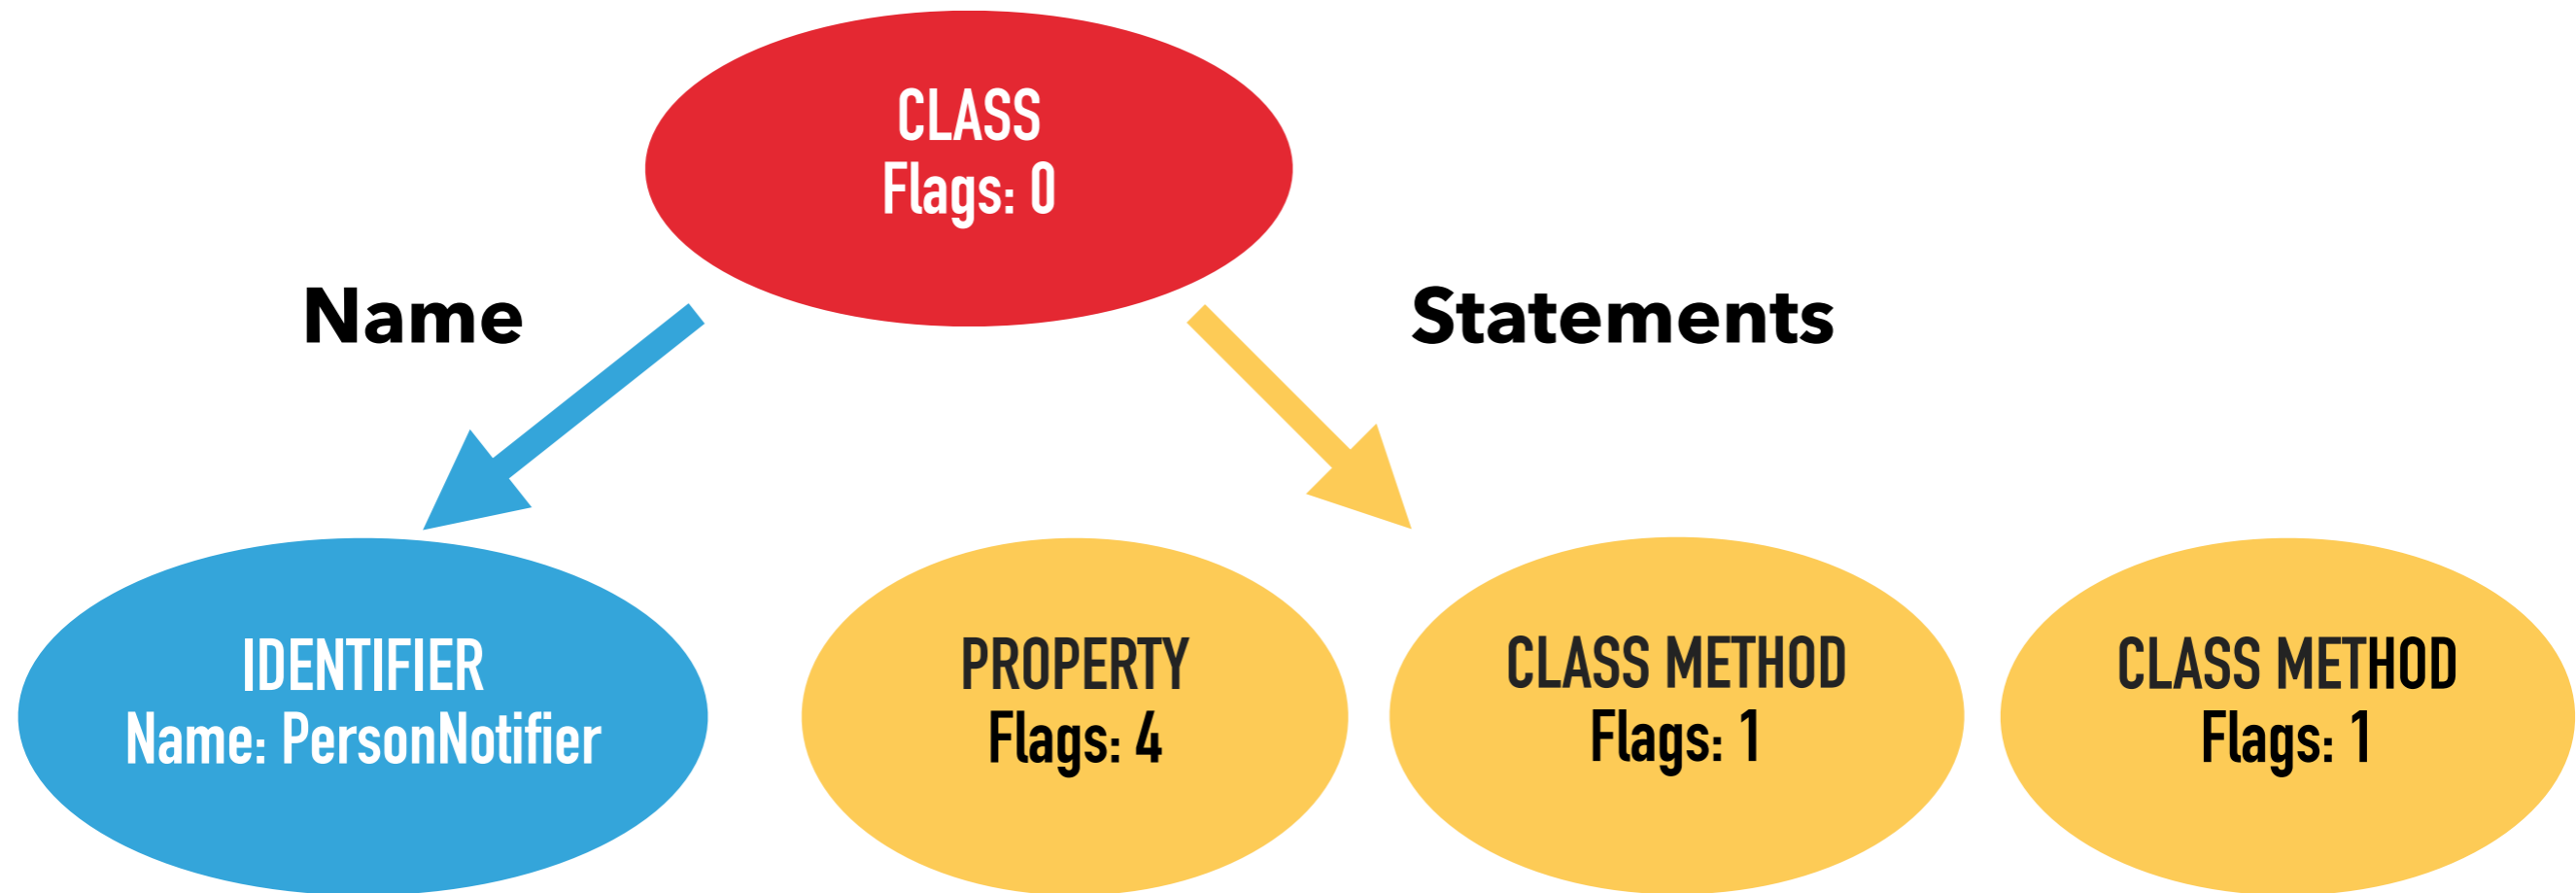 CLASS
Flags: 0
Name
Statements
IDENTIFIER
Name: PersonNotifier
PROPERTY
Flags: 4
CLASS METHOD
Flags: 1
CLASS METHOD
Flags: 1